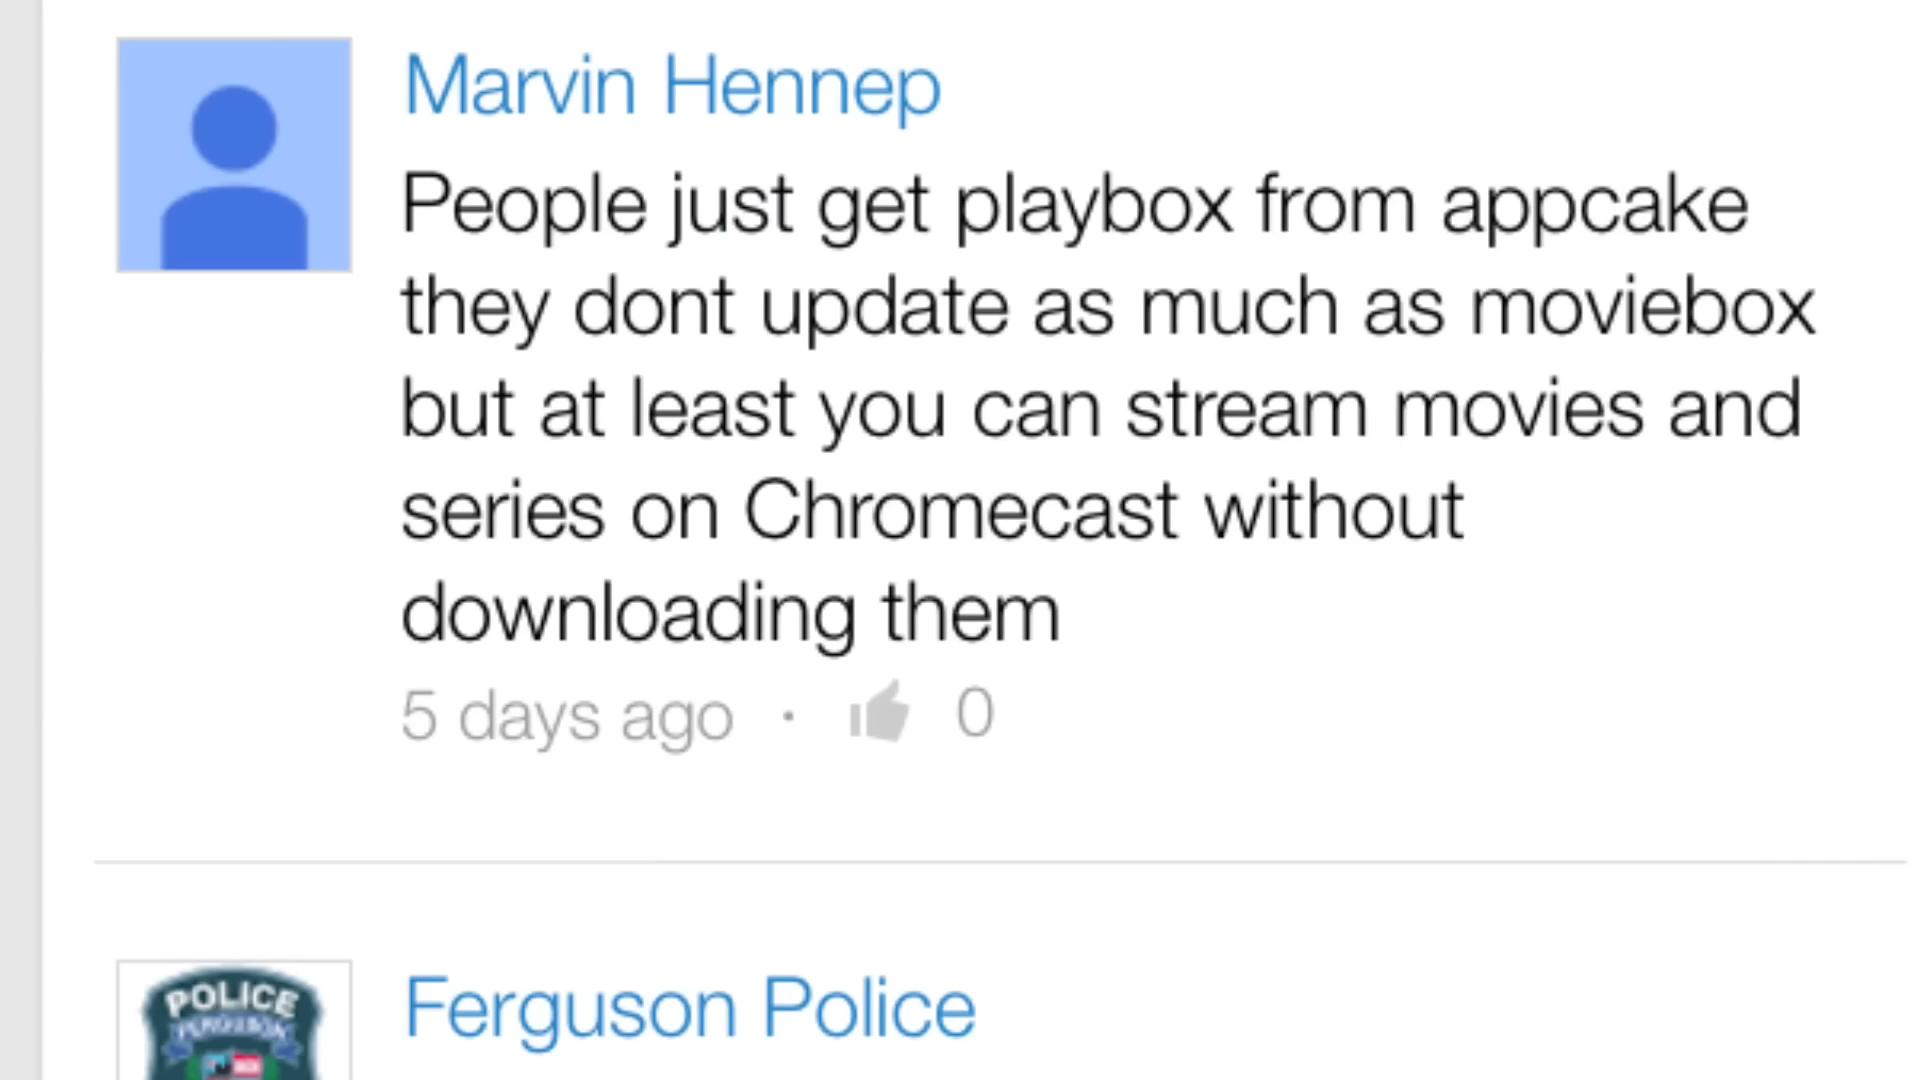 Marvin Hennep
People just get playbox from appcake
they dont update as much as moviebox
but at least you can stream movies and
series on Chromecast without
downloading them
5 days ago · 0
Ferguson Police
POLICE
FERGUSON